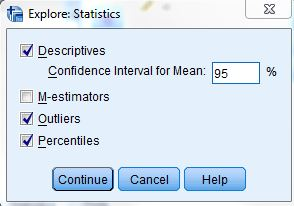 Explore: Statistics
Descriptives
Confidence Interval for Mean: 95 %
M-estimators
Outliers
Percentiles
Continue Cancel Help